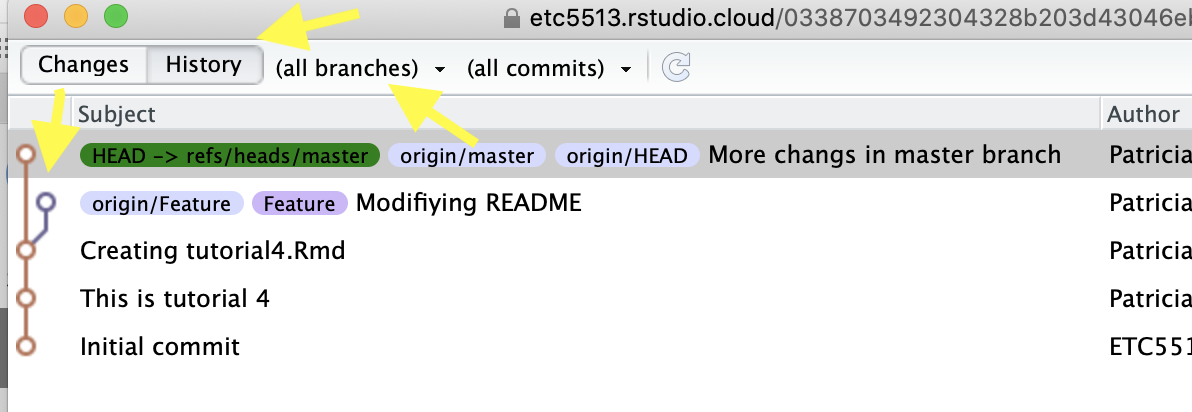 etc5513.rstudio.cloud/0338703492304328b203d43046
Changes History (all branches) (all commits)
Subject Author
HEAD -> refs/heads/master origin/master origin/HEAD More changs in master branch Patricia
origin/Feature Feature Modifiying README Patricia
Creating tutorial4.Rmd Patricia
This is tutorial 4 Patricia
Initial commit ETC551